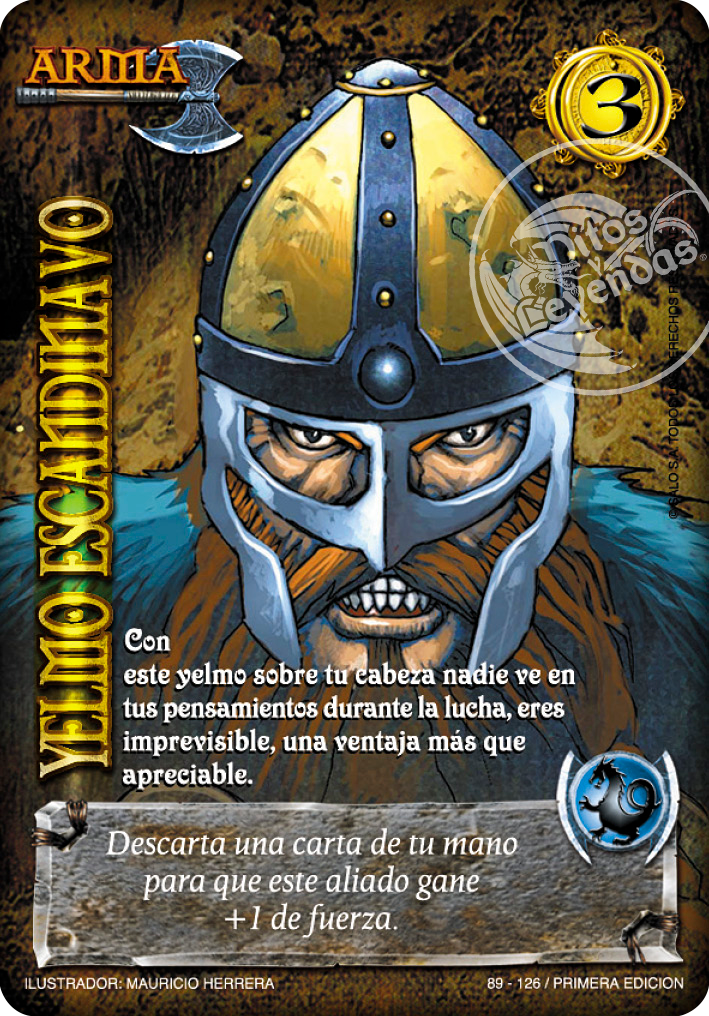 ARMA
3
Mitos
y
Leyendas®
YELMO ESCANDINAVO
Con
este yelmo sobre tu cabeza nadie ve en
tus pensamientos durante la lucha, eres
imprevisible, una ventaja más que
apreciable.
Descarta una carta de tu mano
para que este aliado gane
+1 de fuerza.
ILUSTRADOR: MAURICIO HERRERA
89 - 126 / PRIMERA EDICION